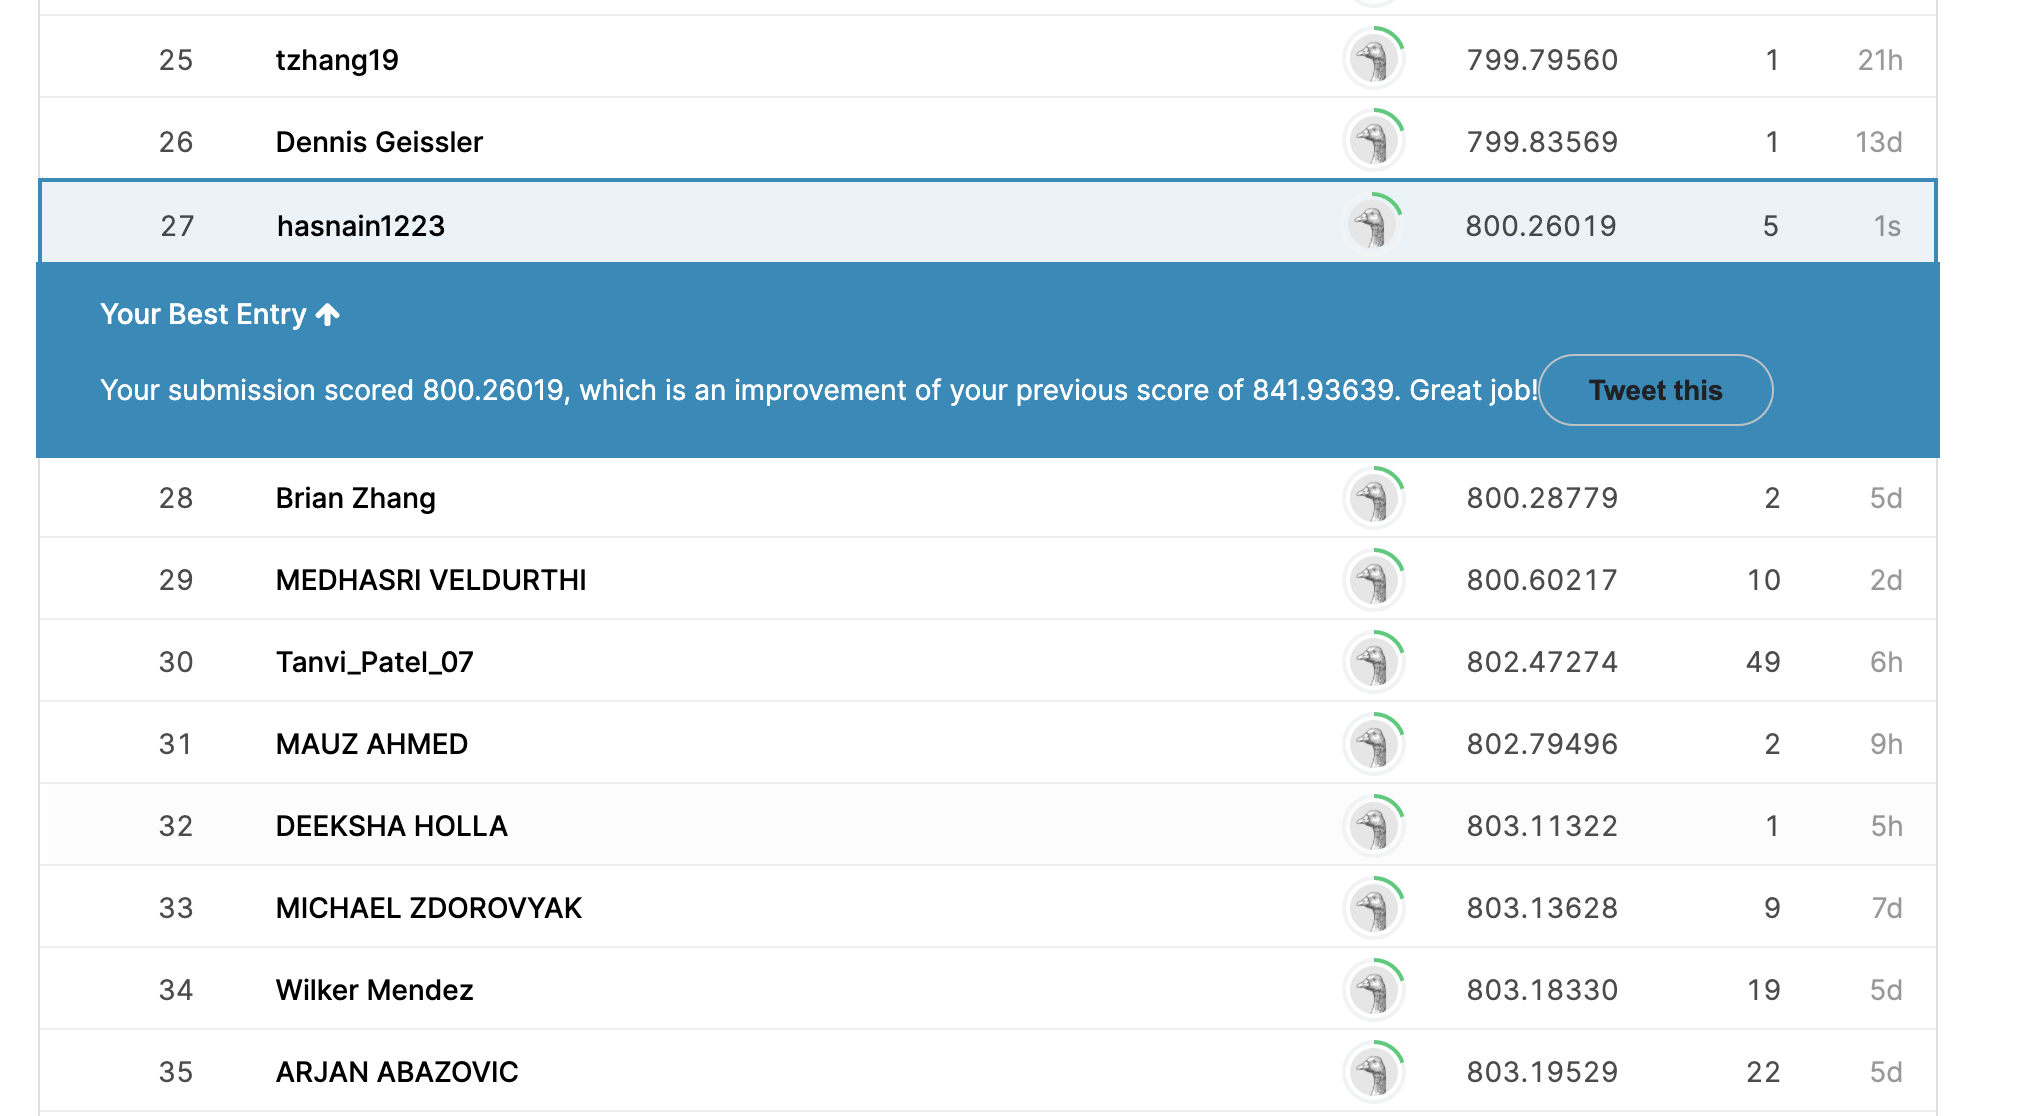 25 tzhang19 799.79560 1 21h
26 Dennis Geissler 799.83569 1 13d
27 hasnain1223 800.26019 5 1s
Your Best Entry
Your submission scored 800.26019, which is an improvement of your previous score of 841.93639. Great job! Tweet this
28 Brian Zhang 800.28779 2 5d
29 MEDHASRI VELDURTHI 800.60217 10 2d
30 Tanvi_Patel_07 802.47274 49 6h
31 MAUZ AHMED 802.79496 2 9h
32 DEEKSHA HOLLA 803.11322 1 5h
33 MICHAEL ZDOROVYAK 803.13628 9 7d
34 Wilker Mendez 803.18330 19 5d
35 ARJAN ABAZOVIC 803.19529 22 5d